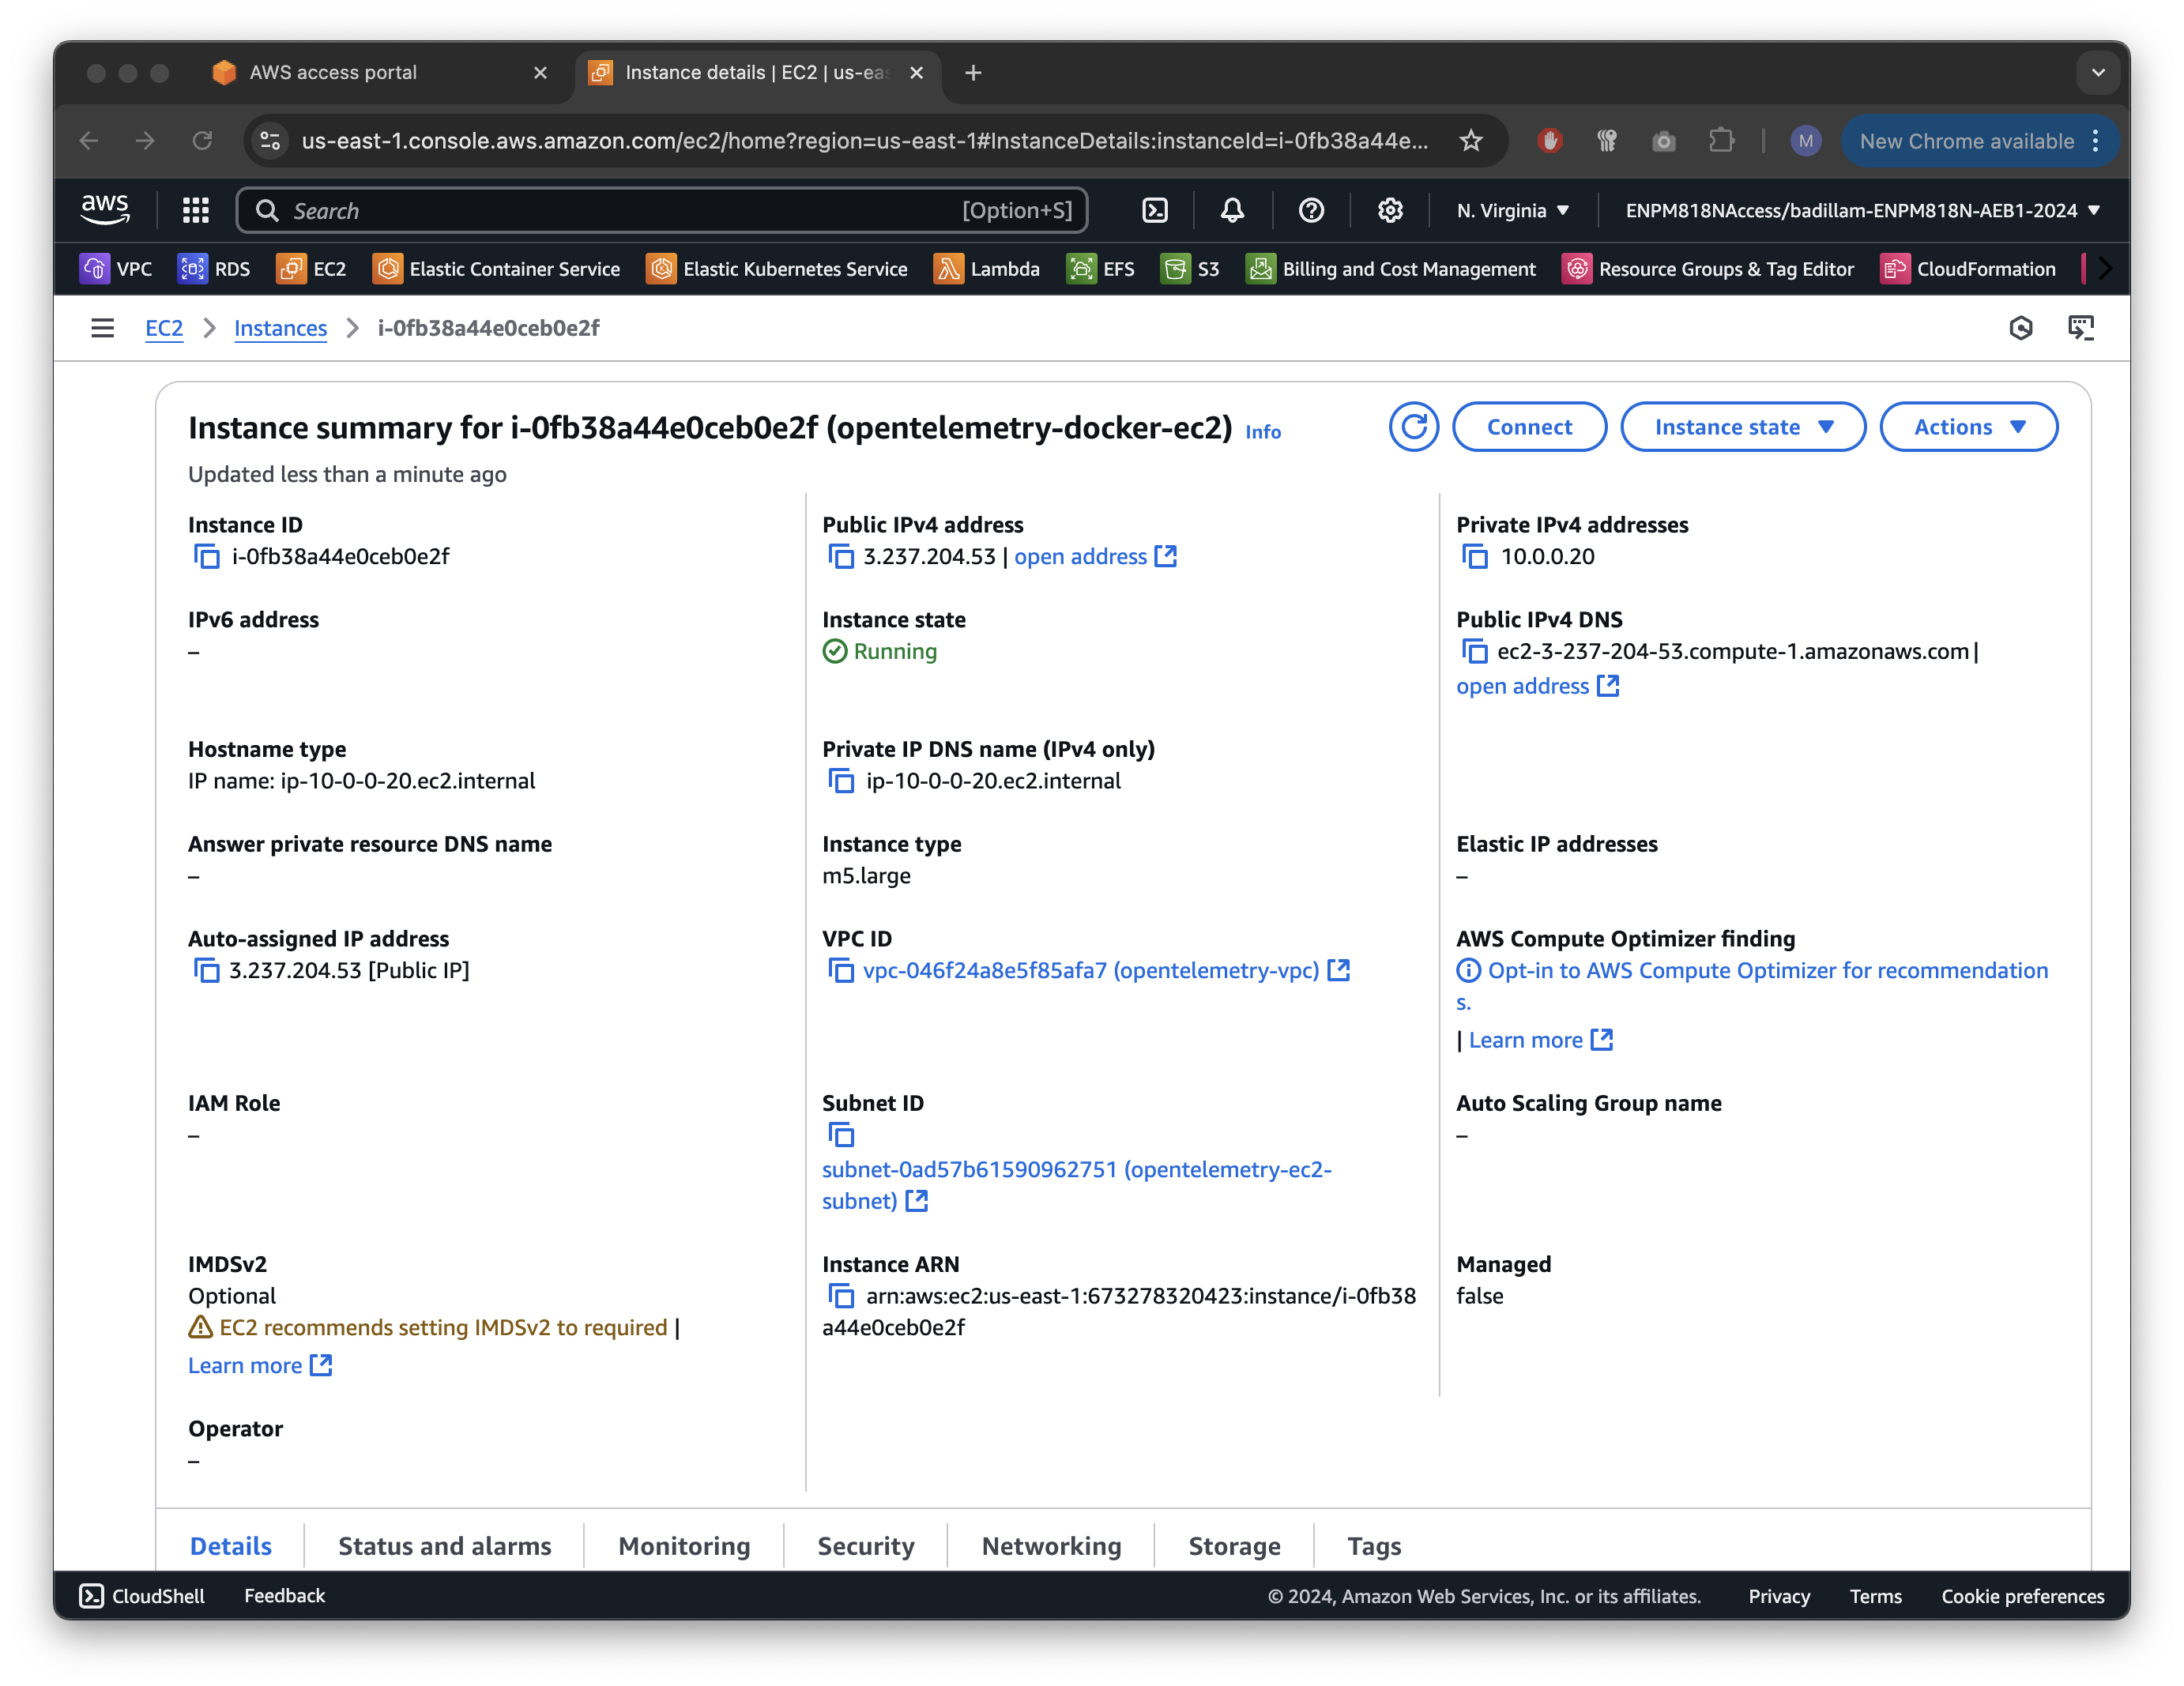 AWS access portal
Instance details | EC2 | us-eas
us-east-1.console.aws.amazon.com/ec2/home?region=us-east-1#InstanceDetails:instanceId=i-0fb38a44e...
M
New Chrome available
aws
Search
[Option+S]
N. Virginia
ENPM818NAccess/badillam-ENPM818N-AEB1-2024
VPC
RDS
EC2
Elastic Container Service
Elastic Kubernetes Service
Lambda
EFS
S3
Billing and Cost Management
Resource Groups & Tag Editor
CloudFormation
EC2
Instances
i-0fb38a44e0ceb0e2f
Instance summary for i-0fb38a44e0ceb0e2f (opentelemetry-docker-ec2) Info
Connect
Instance state
Actions
Updated less than a minute ago
Instance ID
i-0fb38a44e0ceb0e2f
Public IPv4 address
3.237.204.53 | open address
Private IPv4 addresses
10.0.0.20
IPv6 address
–
Instance state
Running
Public IPv4 DNS
ec2-3-237-204-53.compute-1.amazonaws.com |
open address
Hostname type
IP name: ip-10-0-0-20.ec2.internal
Private IP DNS name (IPv4 only)
ip-10-0-0-20.ec2.internal
Answer private resource DNS name
–
Instance type
m5.large
Elastic IP addresses
–
Auto-assigned IP address
3.237.204.53 [Public IP]
VPC ID
vpc-046f24a8e5f85afa7 (opentelemetry-vpc)
AWS Compute Optimizer finding
Opt-in to AWS Compute Optimizer for recommendation
s.
| Learn more
IAM Role
–
Subnet ID
subnet-0ad57b61590962751 (opentelemetry-ec2-
subnet)
Auto Scaling Group name
–
IMDSv2
Optional
EC2 recommends setting IMDSv2 to required |
Learn more
Instance ARN
arn:aws:ec2:us-east-1:673278320423:instance/i-0fb38
a44e0ceb0e2f
Managed
false
Operator
–
Details
Status and alarms
Monitoring
Security
Networking
Storage
Tags
CloudShell
Feedback
© 2024, Amazon Web Services, Inc. or its affiliates.
Privacy
Terms
Cookie preferences